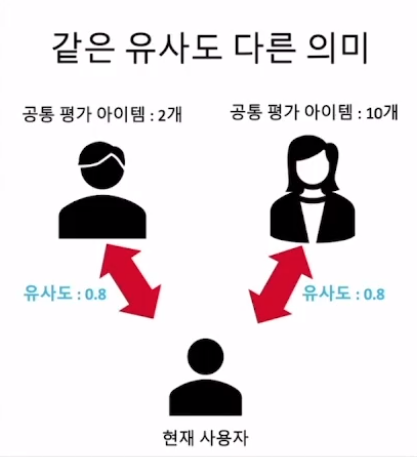 같은 유사도 다른 의미
공통 평가 아이템 : 2개
공통 평가 아이템 : 10개
유사도 : 0.8
유사도 : 0.8
현재 사용자